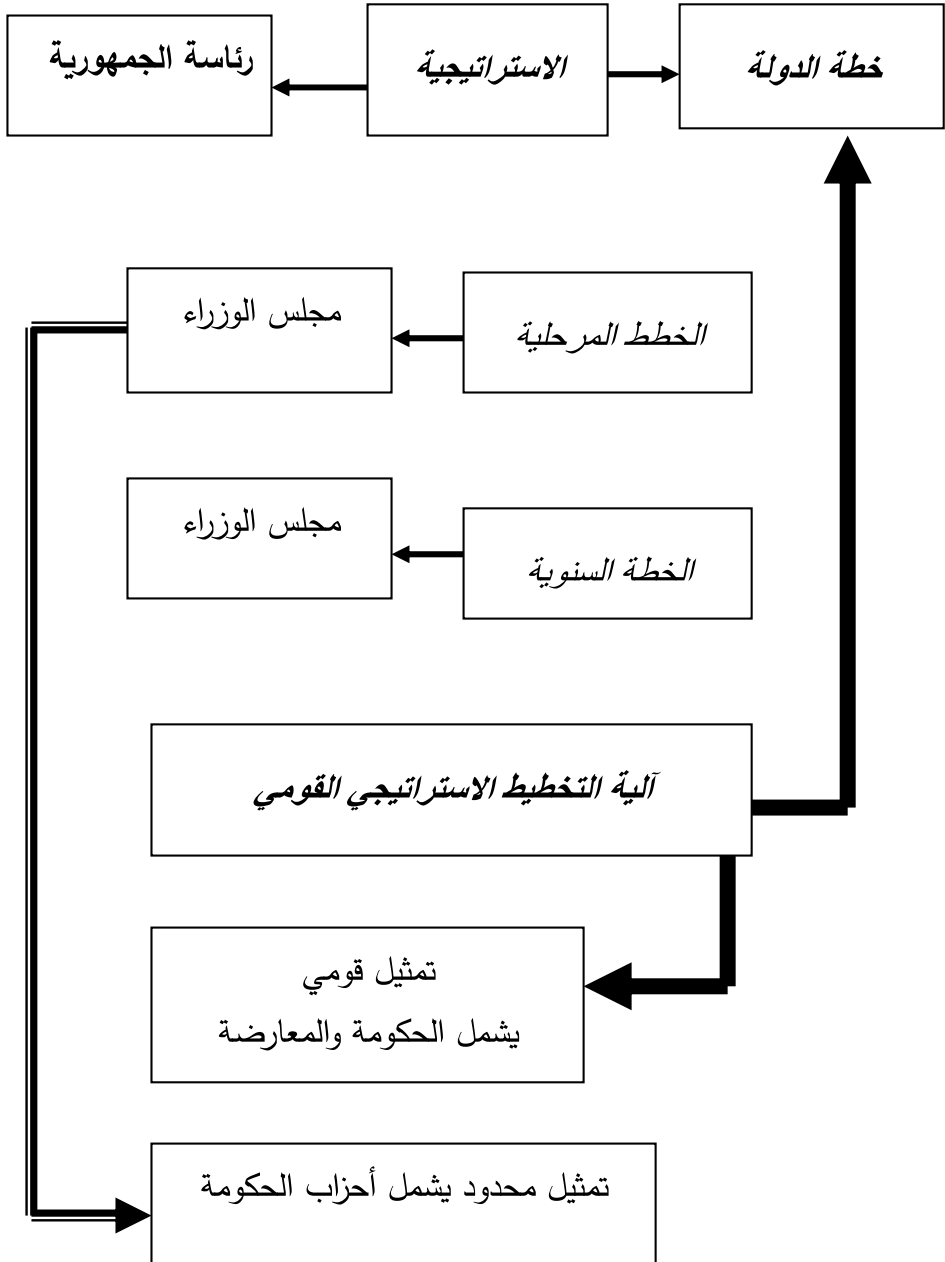 خطة الدولة
الاستراتيجية
رئاسة الجمهورية
الخطط المرحلية
مجلس الوزراء
الخطة السنوية
مجلس الوزراء
آلية التخطيط الاستراتيجي القومي
تمثيل قومي
يشمل الحكومة والمعارضة
تمثيل محدود يشمل أحزاب الحكومة